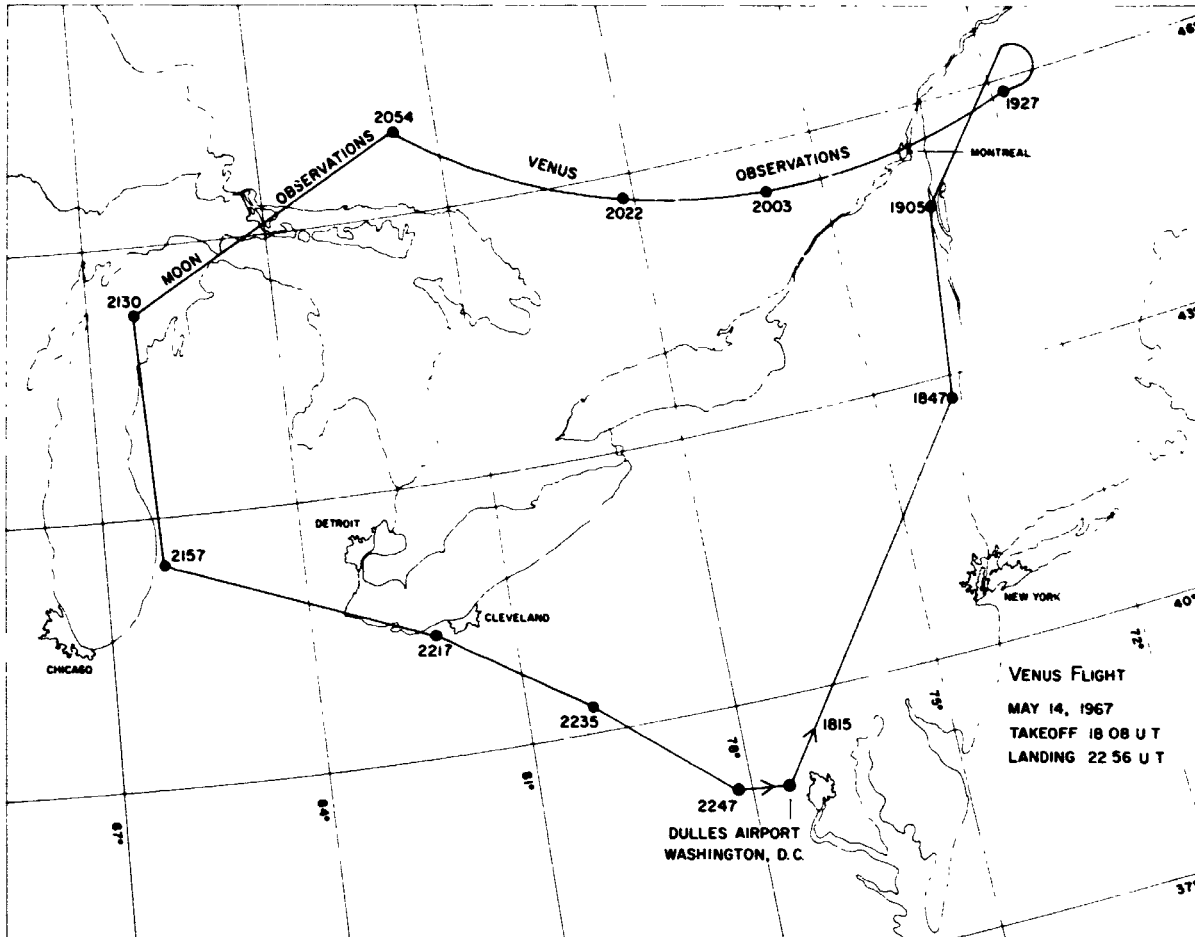 46°
2054
1927
OBSERVATIONS
VENUS
OBSERVATIONS
MONTREAL
2022
2003
1905
MOON
2130
43°
1847
DETROIT
2157
NEW YORK
40°
CLEVELAND
2217
CHICAGO
72°
VENUS FLIGHT
75°
MAY 14, 1967
2235
1815
TAKEOFF 18 08 U T
78°
LANDING 22 56 U T
81°
2247
84°
87°
DULLES AIRPORT
WASHINGTON, D.C.
37°